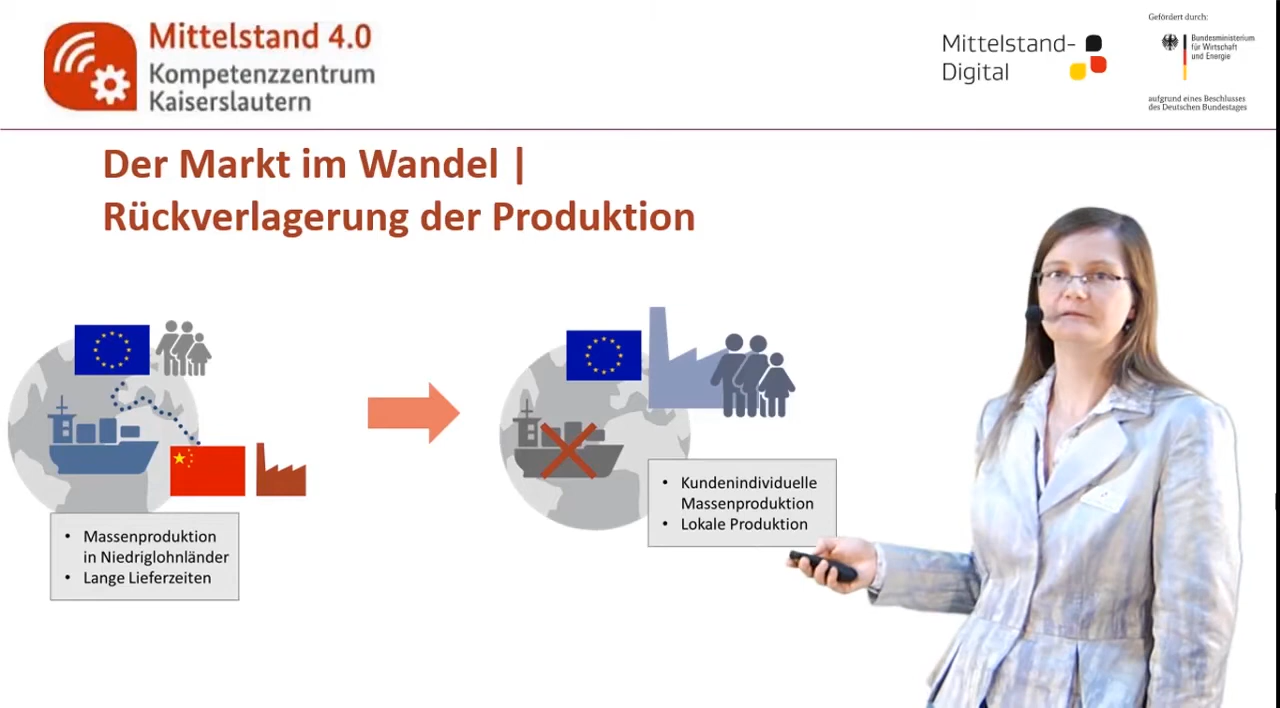 Mittelstand 4.0
Kompetenzzentrum
Kaiserslautern
Mittelstand-
Digital
Gefördert durch:
Bundesministerium
für Wirtschaft
und Energie
aufgrund eines Beschlusses
des Deutschen Bundestages
Der Markt im Wandel |
Rückverlagerung der Produktion
• Massenproduktion
in Niedriglohnländer
• Lange Lieferzeiten
• Kundenindividuelle
Massenproduktion
• Lokale Produktion